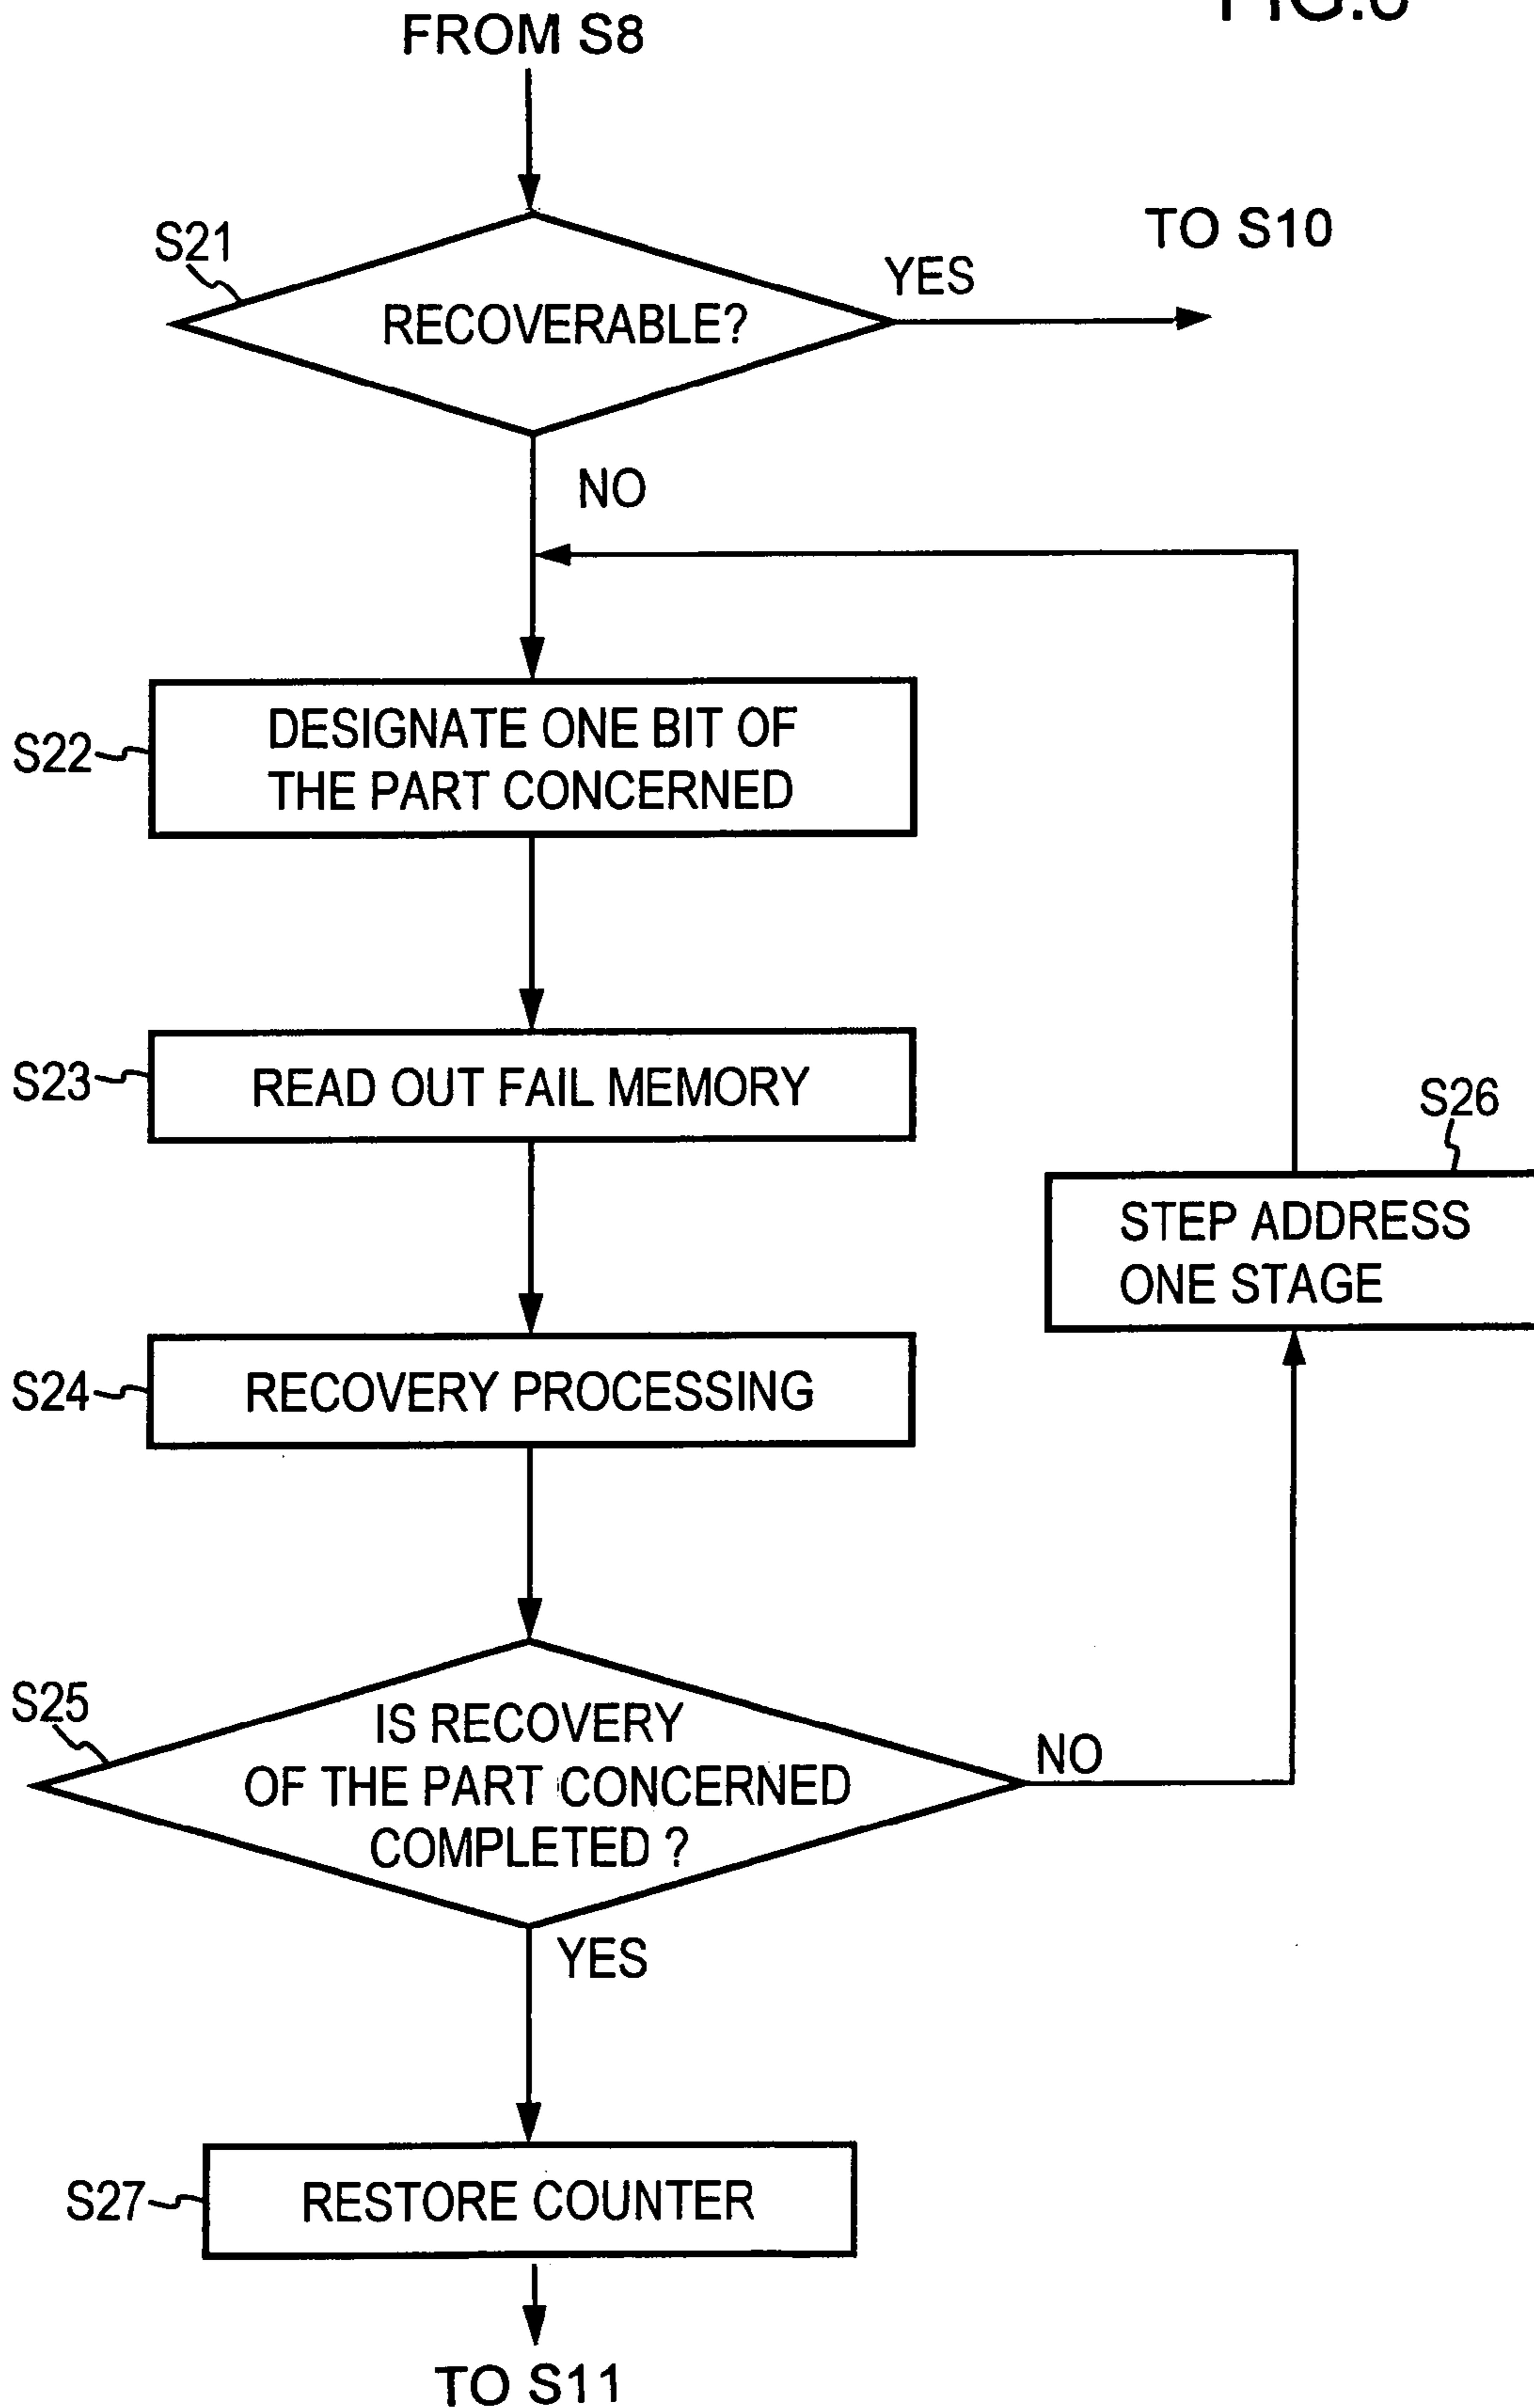 FROM S8
S21
RECOVERABLE?
YES
TO S10
NO
S22
DESIGNATE ONE BIT OF
THE PART CONCERNED
S23
READ OUT FAIL MEMORY
S26
STEP ADDRESS
ONE STAGE
S24
RECOVERY PROCESSING
S25
IS RECOVERY
OF THE PART CONCERNED
COMPLETED ?
NO
YES
S27
RESTORE COUNTER
TO S11